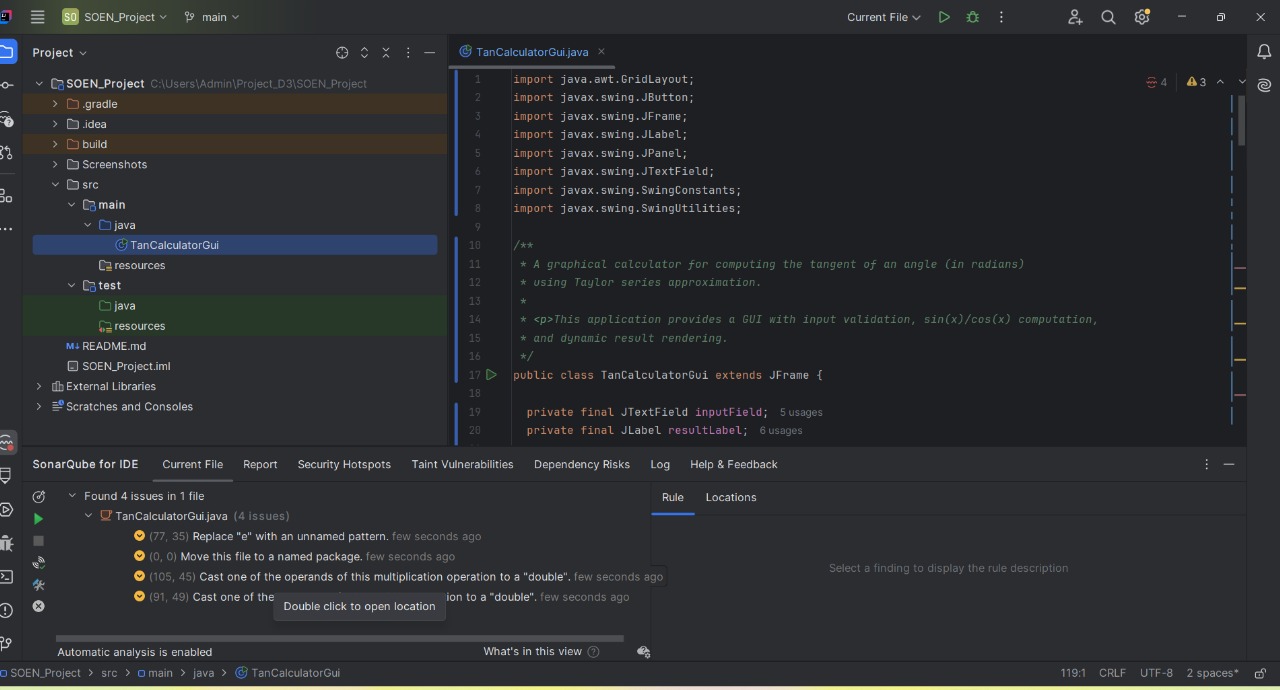 SO SOEN_Project main Current File
Project
SOEN_Project C:\Users\Admin\Project_D3\SOEN_Project
.gradle
.idea
build
Screenshots
src
main
java
TanCalculatorGui
resources
test
java
resources
M↓ README.md
SOEN_Project.iml
External Libraries
Scratches and Consoles
TanCalculatorGui.java
4 3
1 import java.awt.GridLayout;
2 import javax.swing.JButton;
3 import javax.swing.JFrame;
4 import javax.swing.JLabel;
5 import javax.swing.JPanel;
6 import javax.swing.JTextField;
7 import javax.swing.SwingConstants;
8 import javax.swing.SwingUtilities;
9
10 /**
11 * A graphical calculator for computing the tangent of an angle (in radians)
12 * using Taylor series approximation.
13 *
14 * <p>This application provides a GUI with input validation, sin(x)/cos(x) computation,
15 * and dynamic result rendering.
16 */
17 public class TanCalculatorGui extends JFrame {
18
19 private final JTextField inputField; 5 usages
20 private final JLabel resultLabel; 6 usages
SonarQube for IDE Current File Report Security Hotspots Taint Vulnerabilities Dependency Risks Log Help & Feedback
Found 4 issues in 1 file
TanCalculatorGui.java (4 issues)
(77, 35) Replace "e" with an unnamed pattern. few seconds ago
(0, 0) Move this file to a named package. few seconds ago
(105, 45) Cast one of the operands of this multiplication operation to a "double". few seconds ago
(91, 49) Cast one of the ion to a "double". few seconds ago
Double click to open location
Automatic analysis is enabled What's in this view
Rule Locations
Select a finding to display the rule description
SOEN_Project > src > main > java > TanCalculatorGui 119:1 CRLF UTF-8 2 spaces*